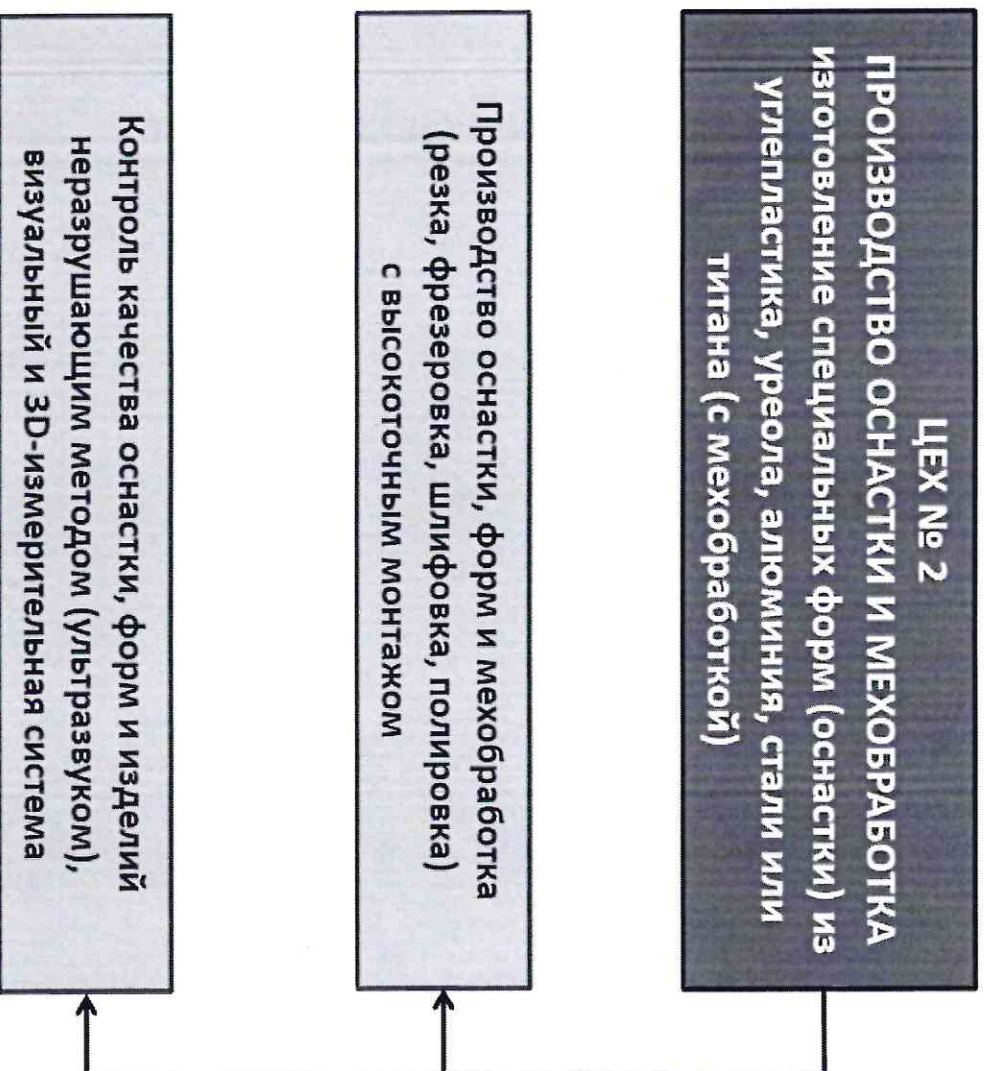 ЦЕХ № 2
ПРОИЗВОДСТВО ОСНАСТКИ И МЕХОБРАБОТКА
изготовление специальных форм (оснастки) из
углепластика, уреола, алюминия, стали или
титана (с мехобработкой)
Производство оснастки, форм и мехобработка
(резка, фрезеровка, шлифовка, полировка)
с высокоточным монтажом
Контроль качества оснастки, форм и изделий
неразрушающим методом (ультразвуком),
визуальный и 3D-измерительная система